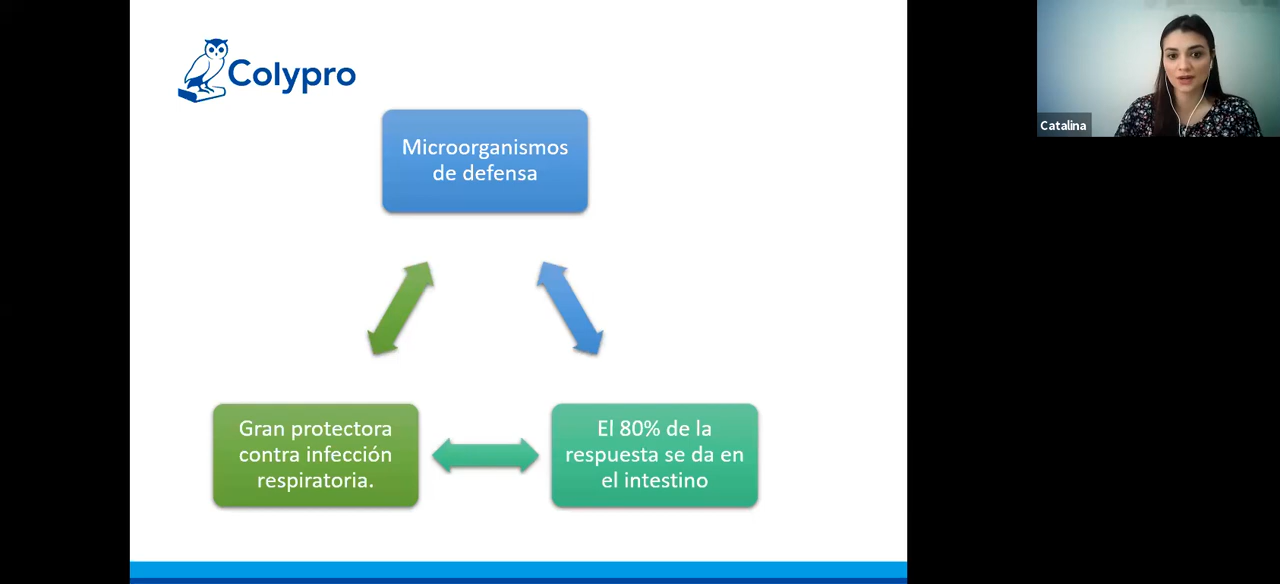 Colypro
Microorganismos
de defensa
Catalina
Gran protectora
contra infección
respiratoria.
El 80% de la
respuesta se da en
el intestino